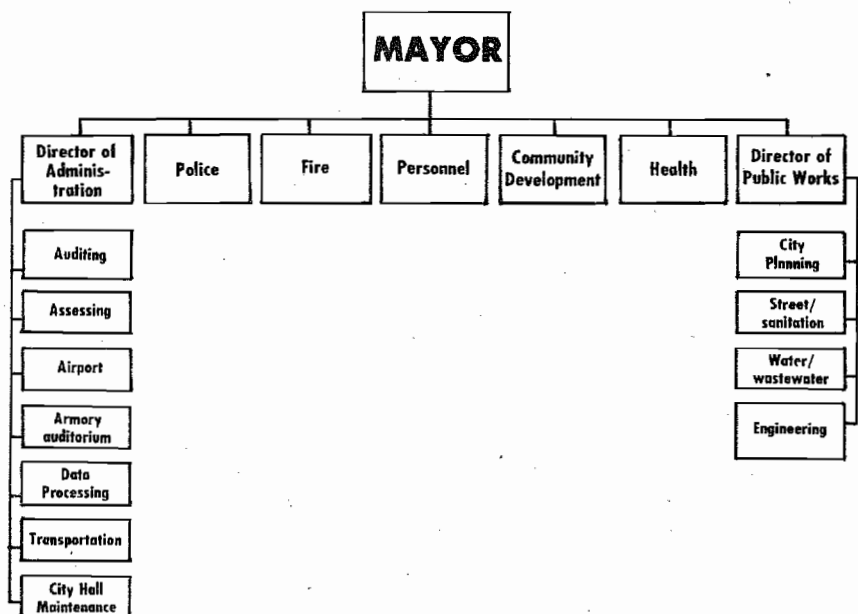 MAYOR
Director of
Adminis-
tration
Police
Fire
Personnel
Community
Development
Health
Director of
Public Works
Auditing
Assessing
Airport
Armory
auditorium
Data
Processing
Transportation
City Hall
Maintenance
City
Planning
Street/
sanitation
Water/
wastewater
Engineering